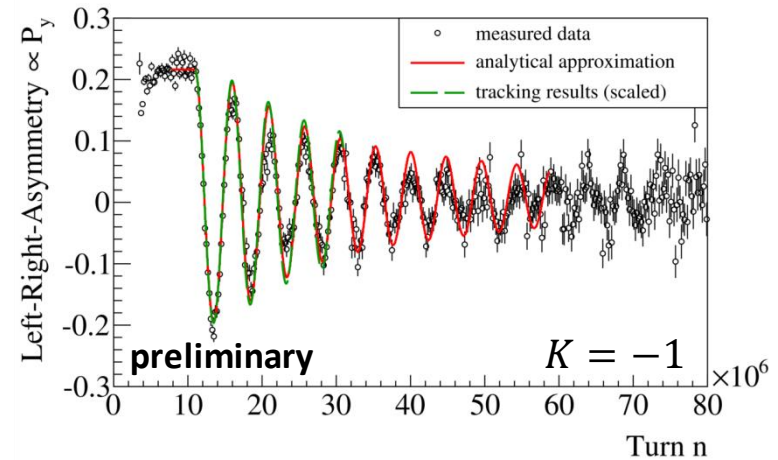 Left-Right-Asymmetry ∝ P_y
0.3
0.2
0.1
0
-0.1
-0.2
-0.3
measured data
analytical approximation
tracking results (scaled)
preliminary
K = −1
0 10 20 30 40 50 60 70 80
×10^6
Turn n